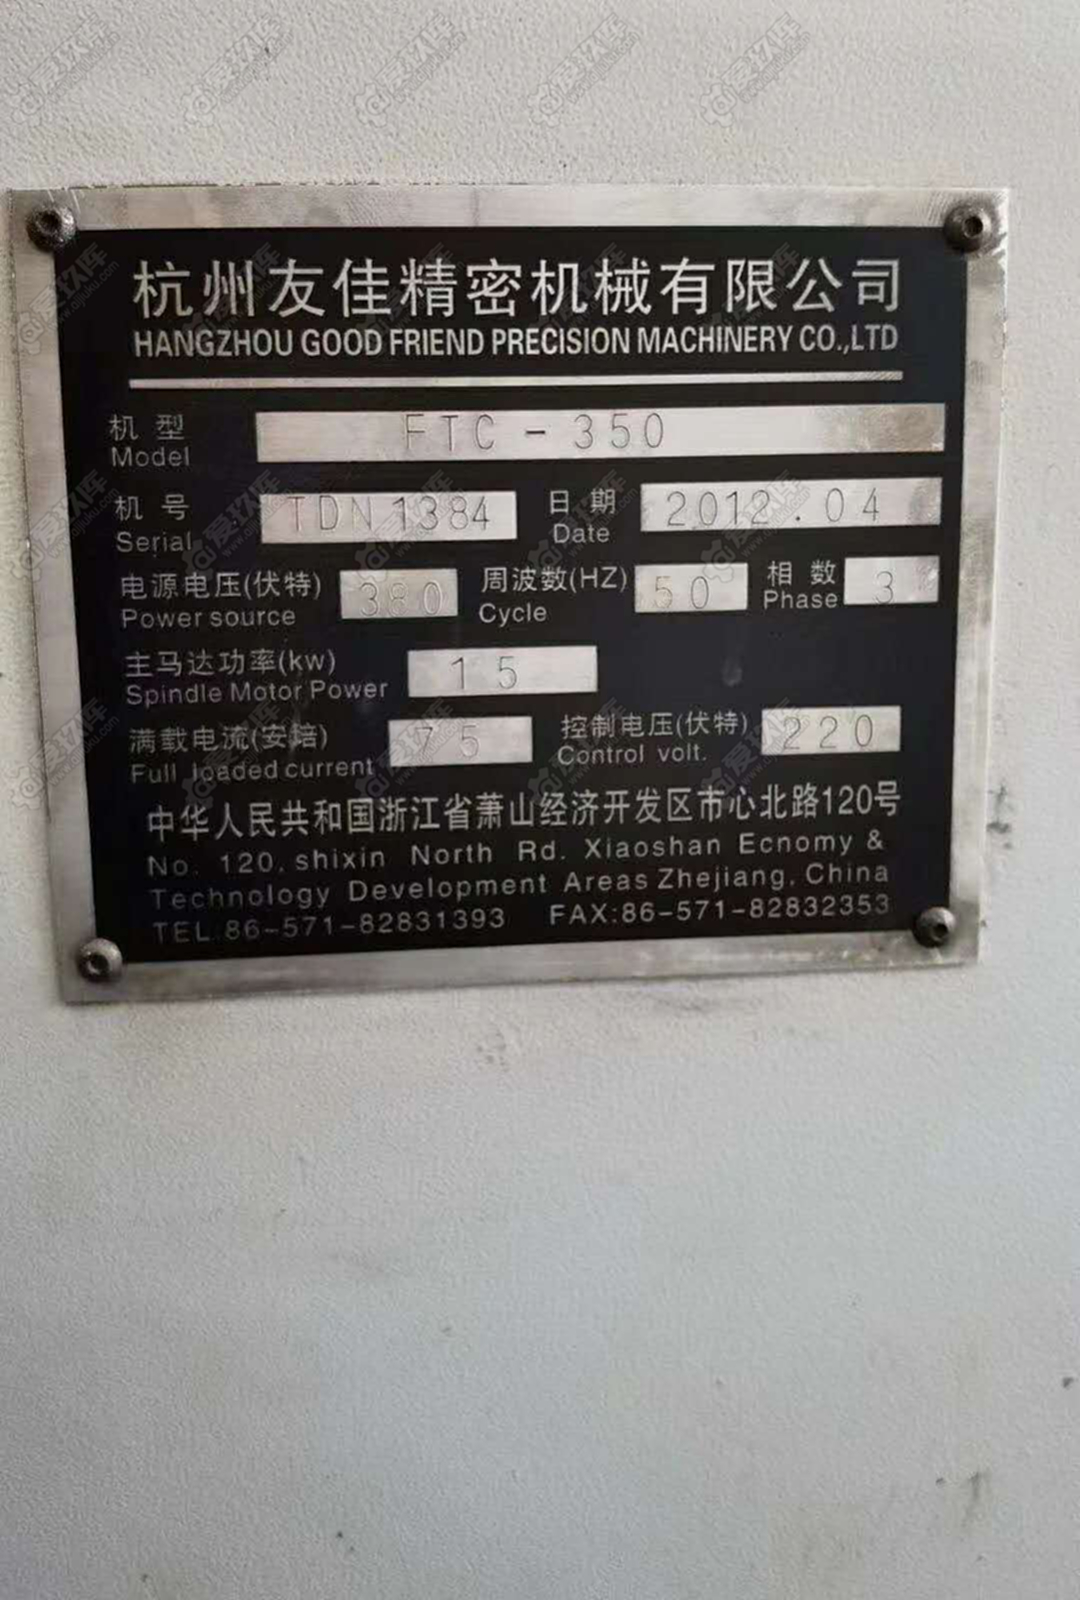 杭州友佳精密机械有限公司
HANGZHOU GOOD FRIEND PRECISION MACHINERY CO.,LTD
机 型 FTC-350
Model
机 号 TDN1384 日 期 2012.04
Serial Date
电源电压(伏特) 380 周波数(HZ) 50 相 数 3
Power source Cycle Phase
主马达功率(kw) 15
Spindle Motor Power
满载电流(安培) 75 控制电压(伏特) 220
Full loaded current Control volt.
中华人民共和国浙江省萧山经济开发区市心北路120号
No. 120, shixin North Rd. Xiaoshan Ecnomy &
Technology Development Areas Zhejiang, China
TEL:86-571-82831393 FAX:86-571-82832353
爱玖库
www.aijiuku.com